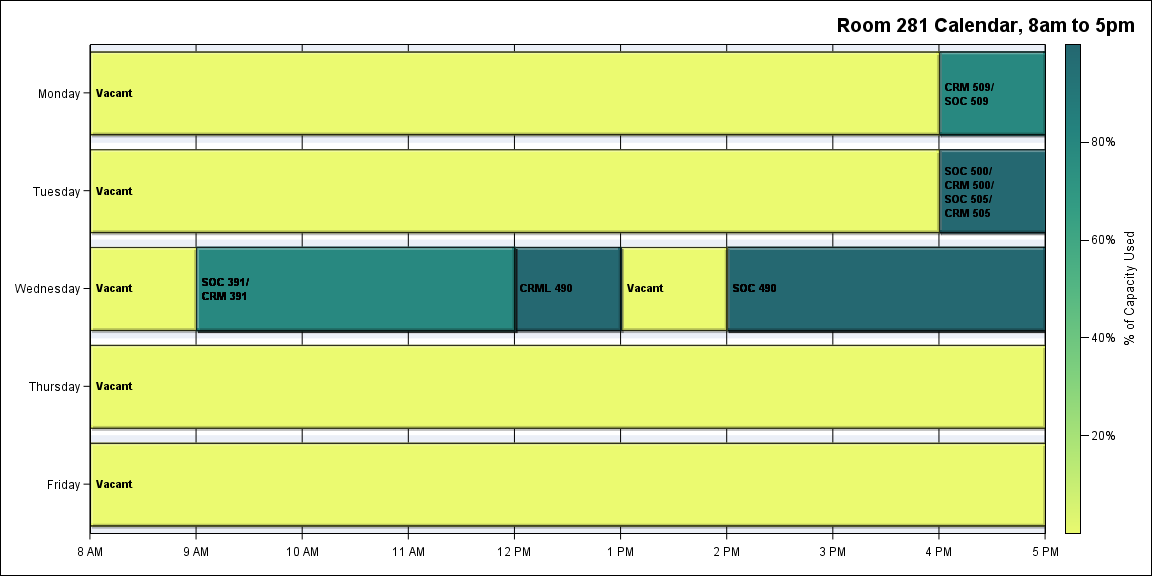 Room 281 Calendar, 8am to 5pm
Monday
Vacant
CRM 509/
SOC 509
Tuesday
Vacant
SOC 500/
CRM 500/
SOC 505/
CRM 505
Wednesday
Vacant
SOC 391/
CRM 391
CRML 490
Vacant
SOC 490
Thursday
Vacant
Friday
Vacant
8 AM
9 AM
10 AM
11 AM
12 PM
1 PM
2 PM
3 PM
4 PM
5 PM
80%
60%
40%
20%
% of Capacity Used